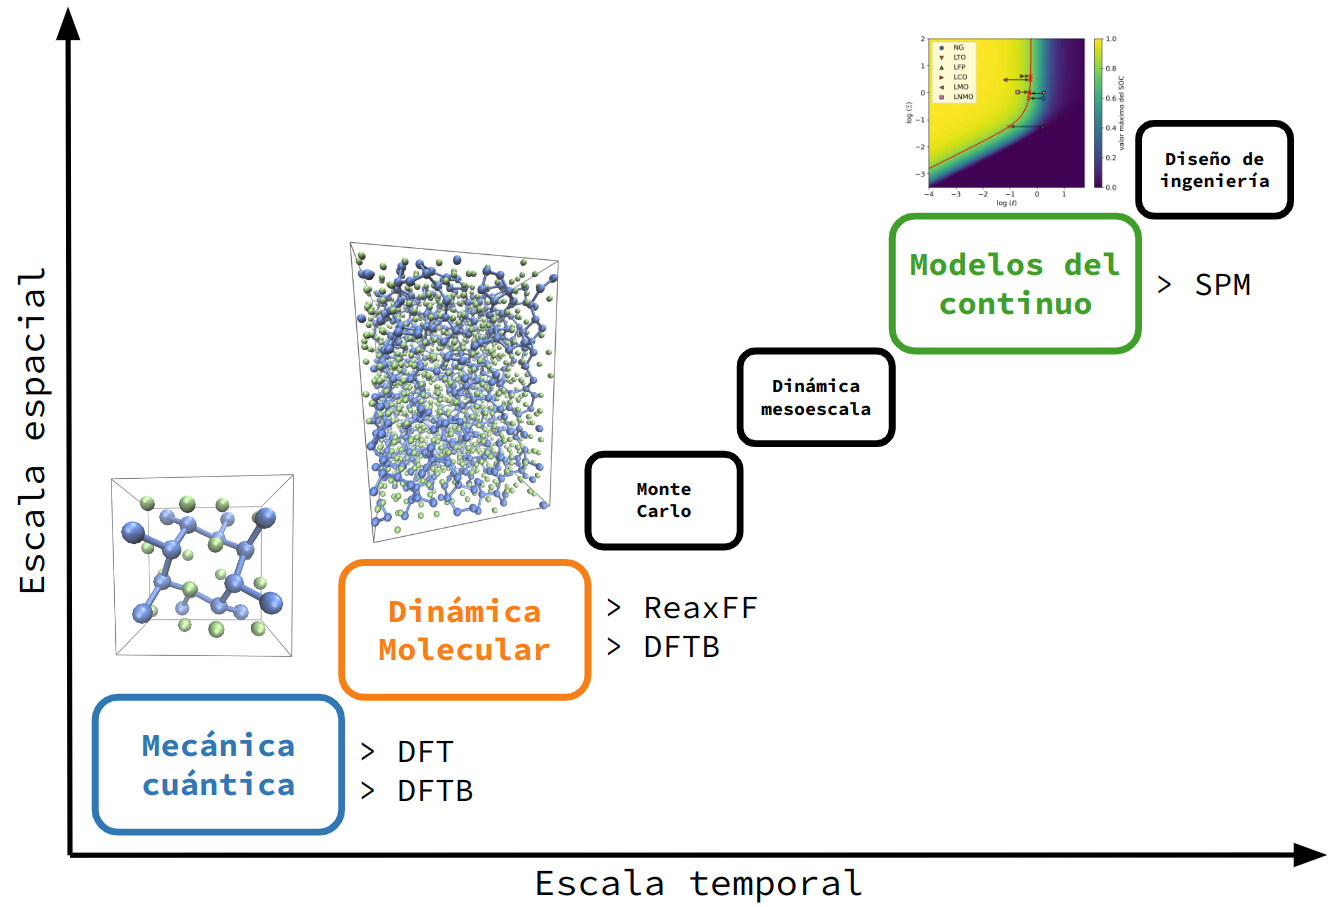 Escala espacial
2
1
0
−1
−2
−3
log (Ξ)
NG
LTO
LFP
LCO
LMO
LNMO
−4 −3 −2 −1 0 1
log (ℓ)
1.0
0.8
0.6
0.4
0.2
0.0
valor máximo del SOC
Diseño de
ingeniería
Modelos del
continuo
> SPM
Dinámica
mesoescala
Monte
Carlo
Dinámica
Molecular
> ReaxFF
> DFTB
Mecánica
cuántica
> DFT
> DFTB
Escala temporal